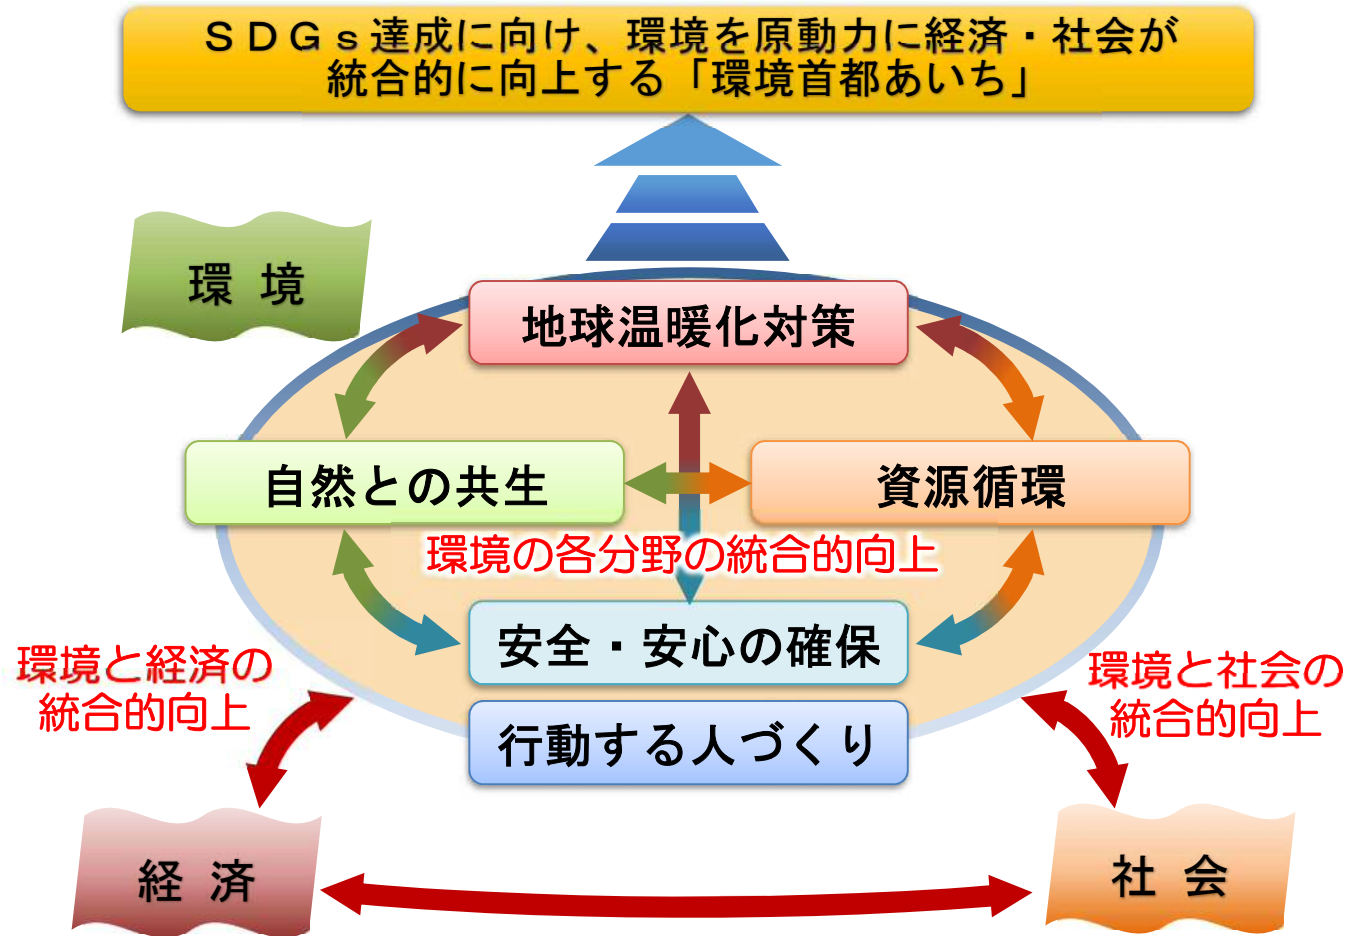 ＳＤＧｓ達成に向け、環境を原動力に経済・社会が
統合的に向上する「環境首都あいち」
環 境
地球温暖化対策
自然との共生
資源循環
環境の各分野の統合的向上
安全・安心の確保
環境と経済の
統合的向上
環境と社会の
統合的向上
行動する人づくり
経 済
社 会